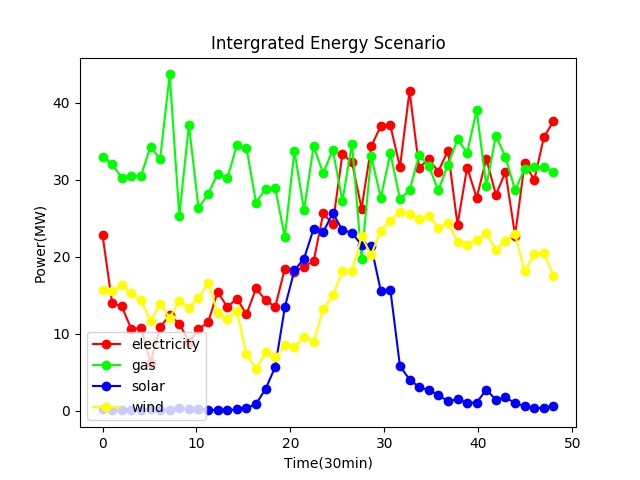 Intergrated Energy Scenario
Power(MW)
40
30
20
10
0
electricity
gas
solar
wind
0 10 20 30 40 50
Time(30min)